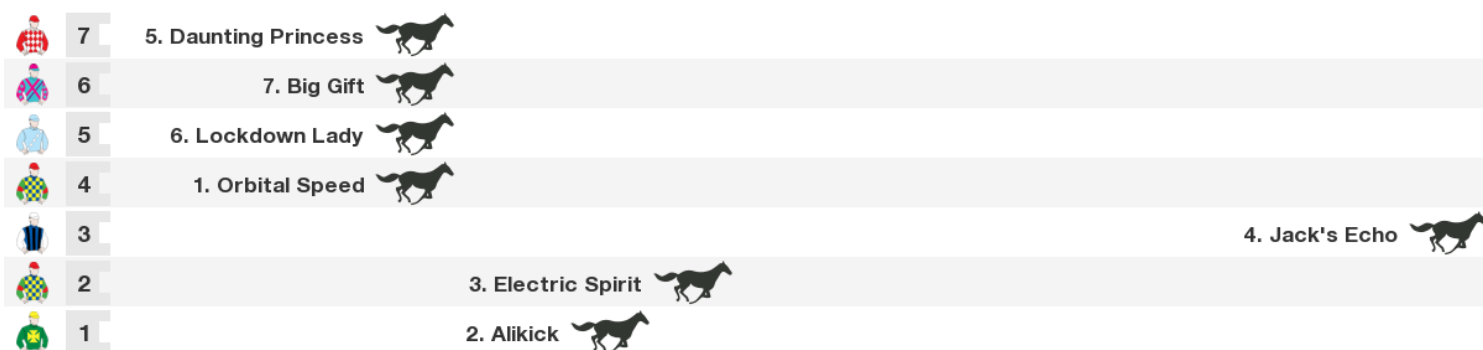 7 5. Daunting Princess
6 7. Big Gift
5 6. Lockdown Lady
4 1. Orbital Speed
3 4. Jack's Echo
2 3. Electric Spirit
1 2. Alikick